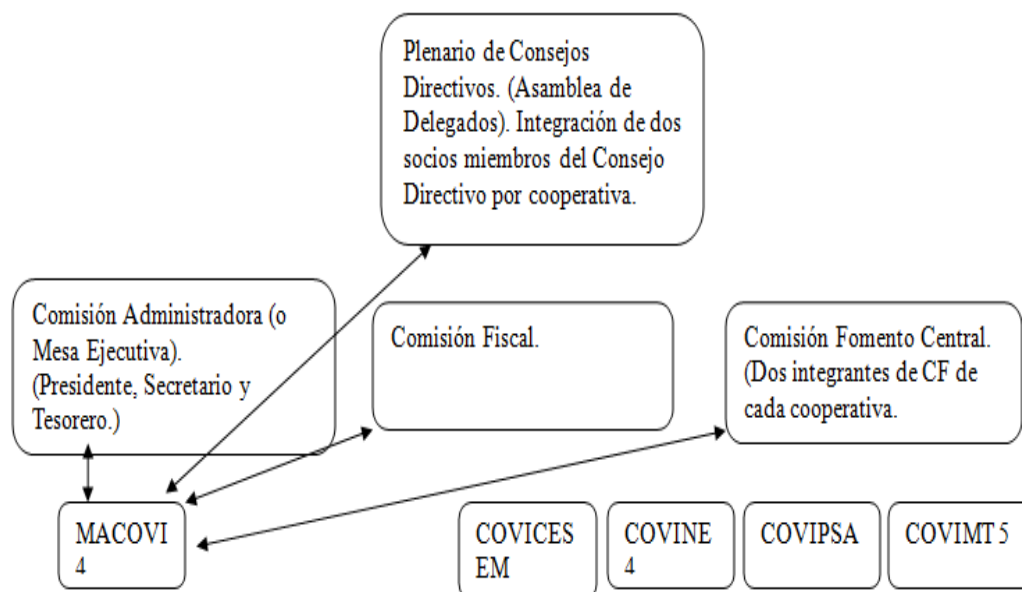 Plenario de Consejos
Directivos. (Asamblea de
Delegados). Integración de dos
socios miembros del Consejo
Directivo por cooperativa.
Comisión Administradora (o
Mesa Ejecutiva).
(Presidente, Secretario y
Tesorero.)
Comisión Fiscal.
Comisión Fomento Central.
(Dos integrantes de CF de
cada cooperativa.
MACOVI
4
COVICES
EM
COVINE
4
COVIPSA
COVIMT 5